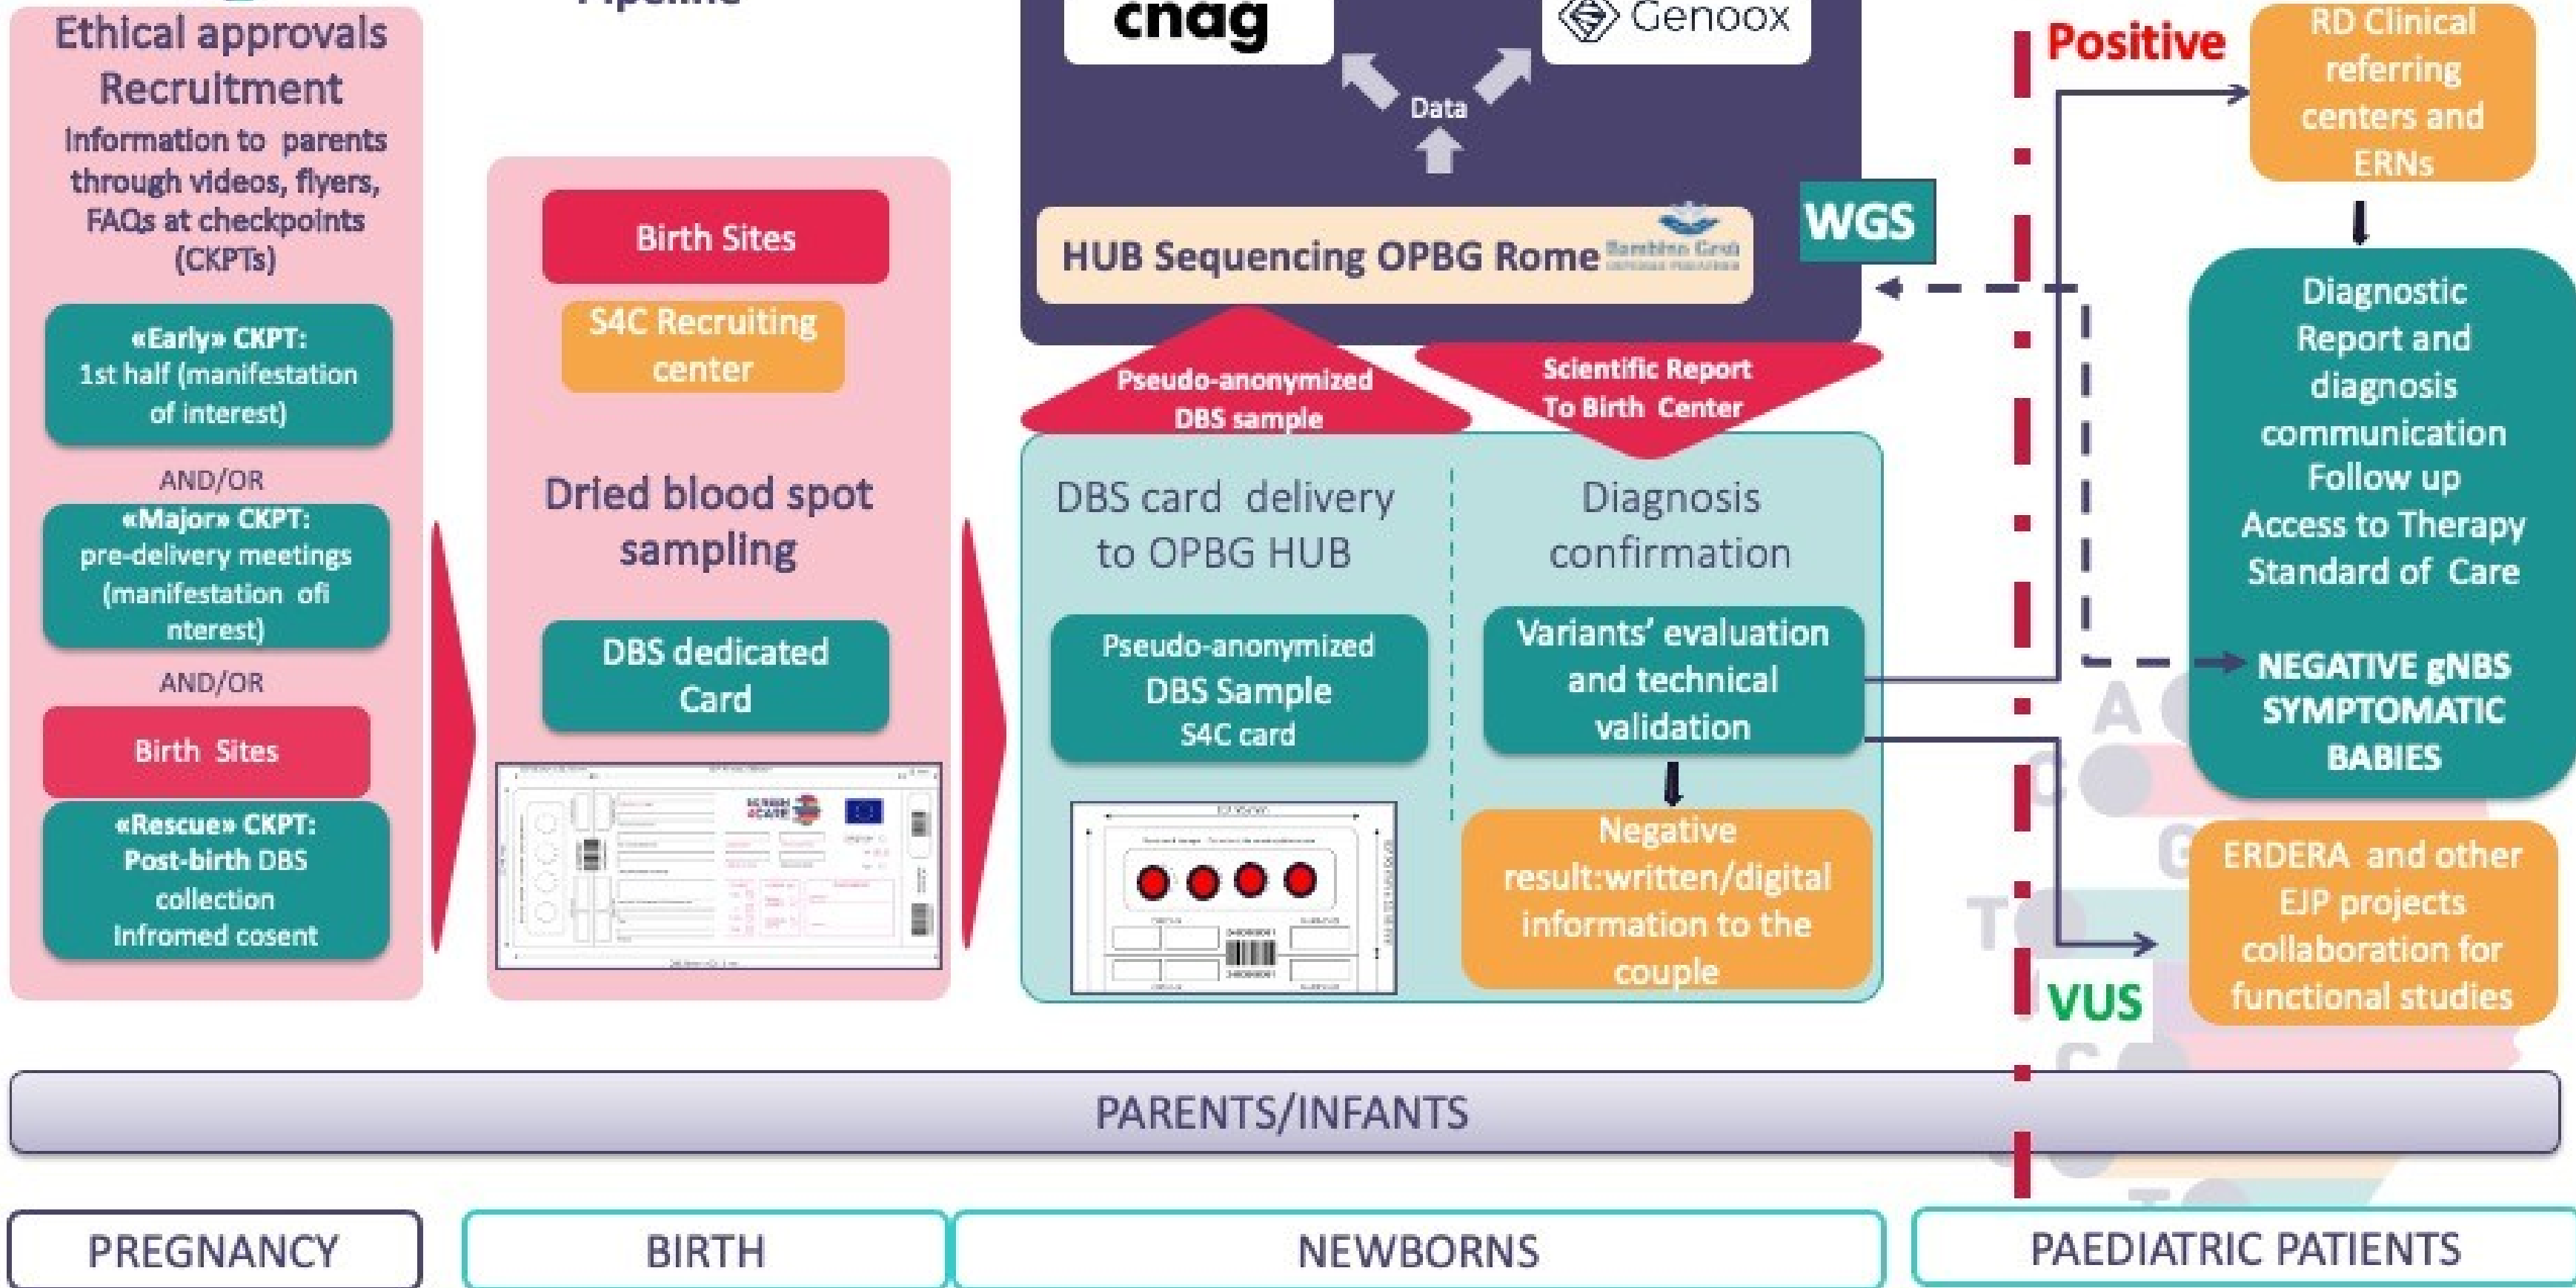 Pipeline
Ethical approvals
Recruitment
Information to parents
through videos, flyers,
FAQs at checkpoints
(CKPTs)
«Early» CKPT:
1st half (manifestation
of interest)
AND/OR
«Major» CKPT:
pre-delivery meetings
(manifestation ofi
nterest)
AND/OR
Birth Sites
«Rescue» CKPT:
Post-birth DBS
collection
Infromed cosent
Birth Sites
S4C Recruiting
center
Dried blood spot
sampling
DBS dedicated
Card
SCREEN
4CARE
cnag
Genoox
Data
HUB Sequencing OPBG Rome
Bambino Gesù
WGS
Pseudo-anonymized
DBS sample
Scientific Report
To Birth Center
DBS card delivery
to OPBG HUB
Pseudo-anonymized
DBS Sample
S4C card
Diagnosis
confirmation
Variants’ evaluation
and technical
validation
Negative
result:written/digital
information to the
couple
Positive
RD Clinical
referring
centers and
ERNs
Diagnostic
Report and
diagnosis
communication
Follow up
Access to Therapy
Standard of Care
NEGATIVE gNBS
SYMPTOMATIC
BABIES
A
C
G
T
C
T
VUS
ERDERA and other
EJP projects
collaboration for
functional studies
PARENTS/INFANTS
PREGNANCY
BIRTH
NEWBORNS
PAEDIATRIC PATIENTS